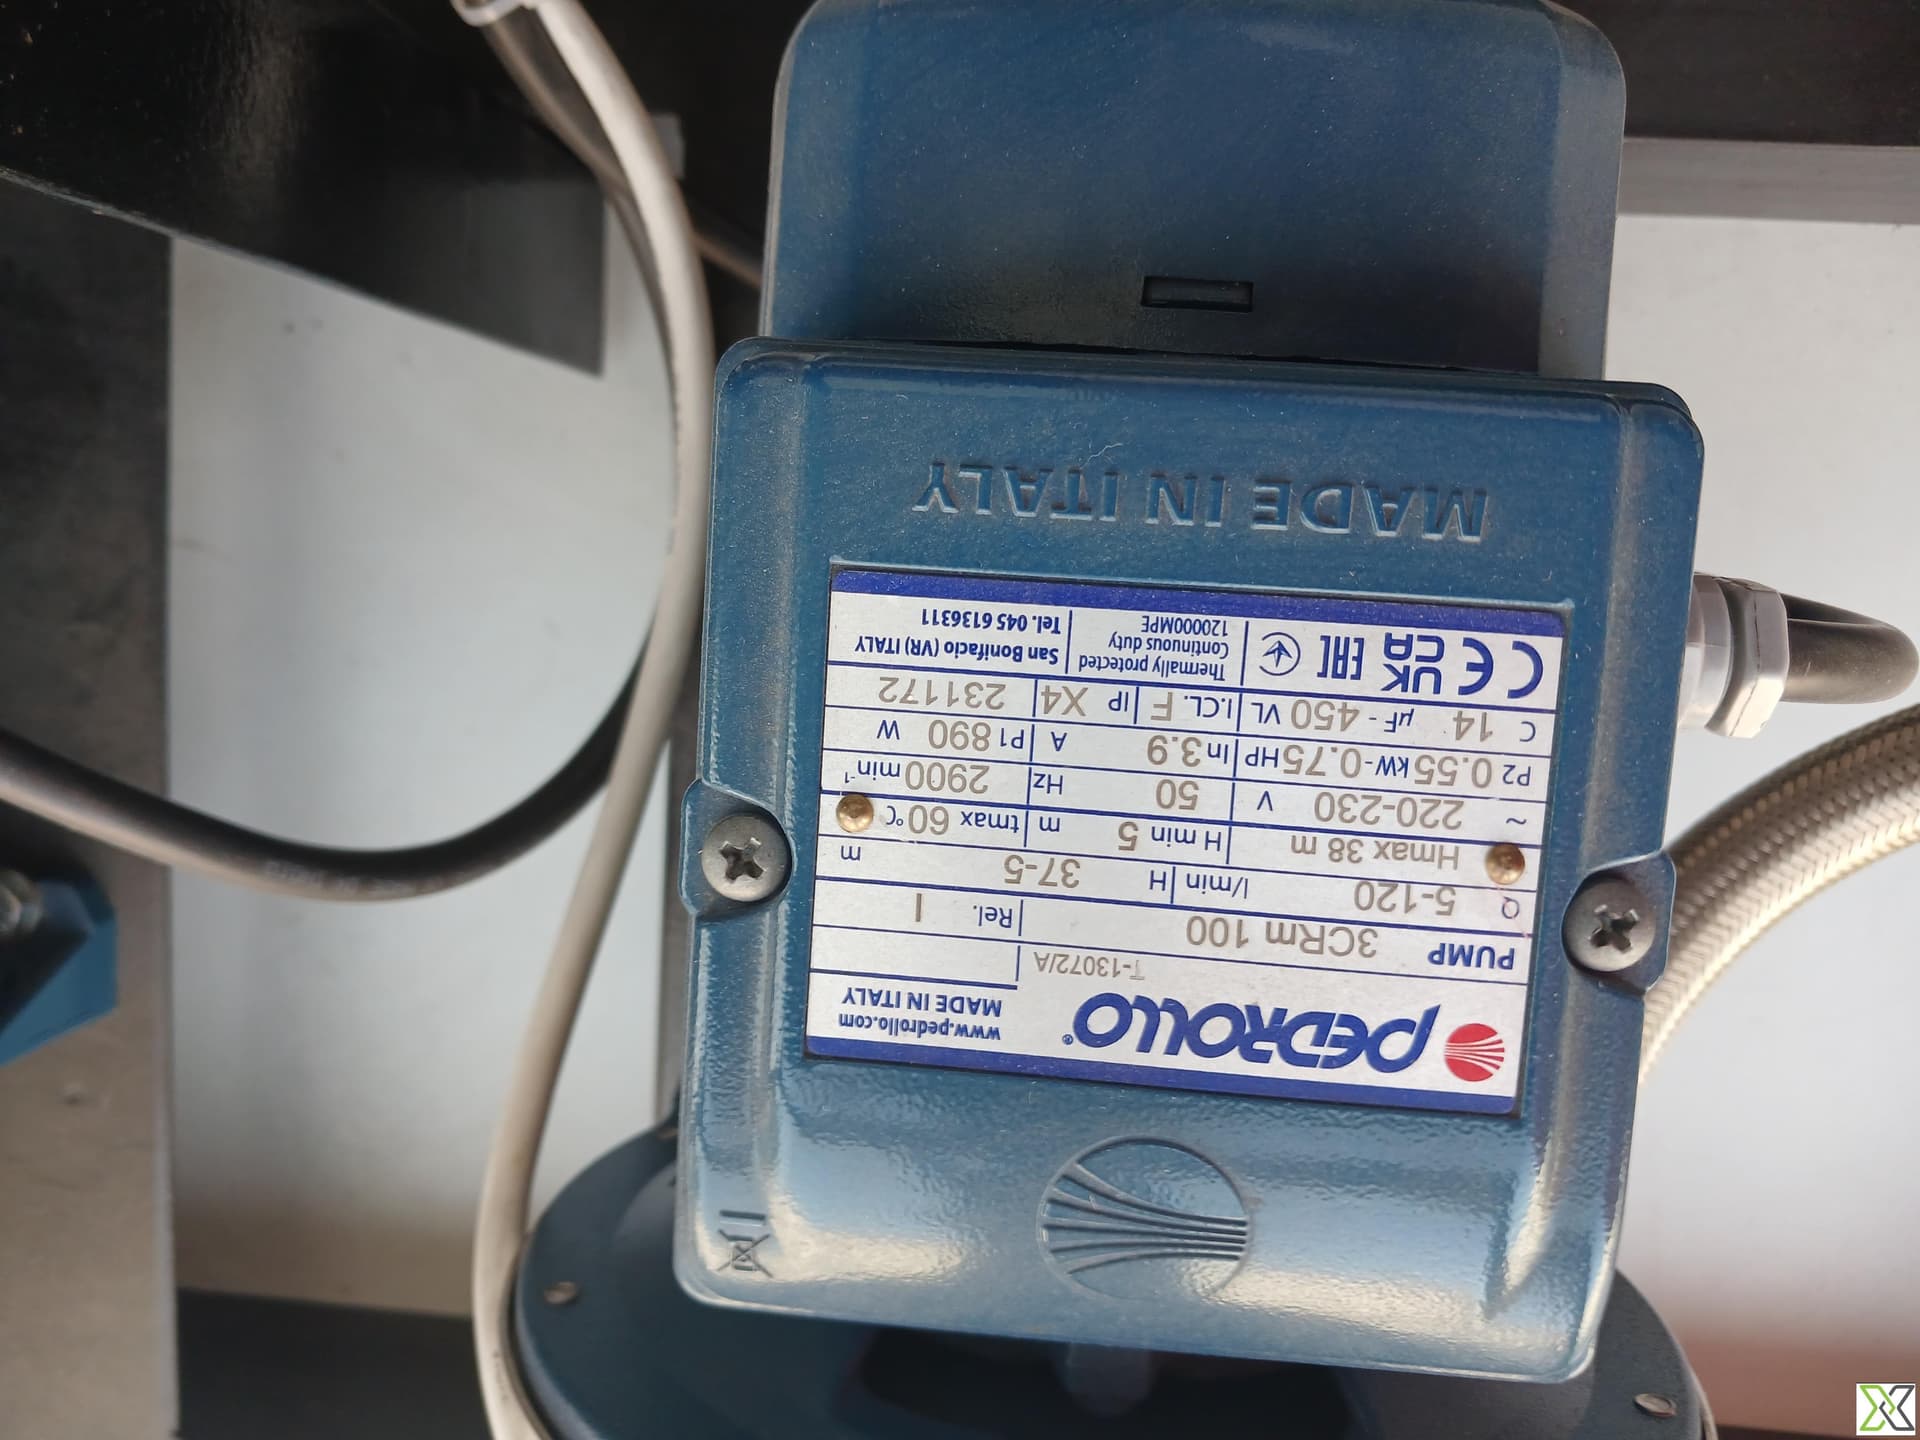 PEDROLLO®
www.pedrollo.com
MADE IN ITALY
T-13072/A
PUMP 3CRm 100 Rel. I
Q 5-120 l/min H 37-5 m
Hmax 38 m H min 5 m tmax 60 °C
~ 220-230 V 50 Hz 2900 min-1
P2 0.55 kW - 0.75 HP In 3.9 A P1 890 W
C 14 µF - 450 VL I.CL. F IP X4 231172
CE UK CA EAC Thermally protected
Continuous duty
120000MPE
San Bonifacio (VR) ITALY
Tel. 045 6136311
MADE IN ITALY